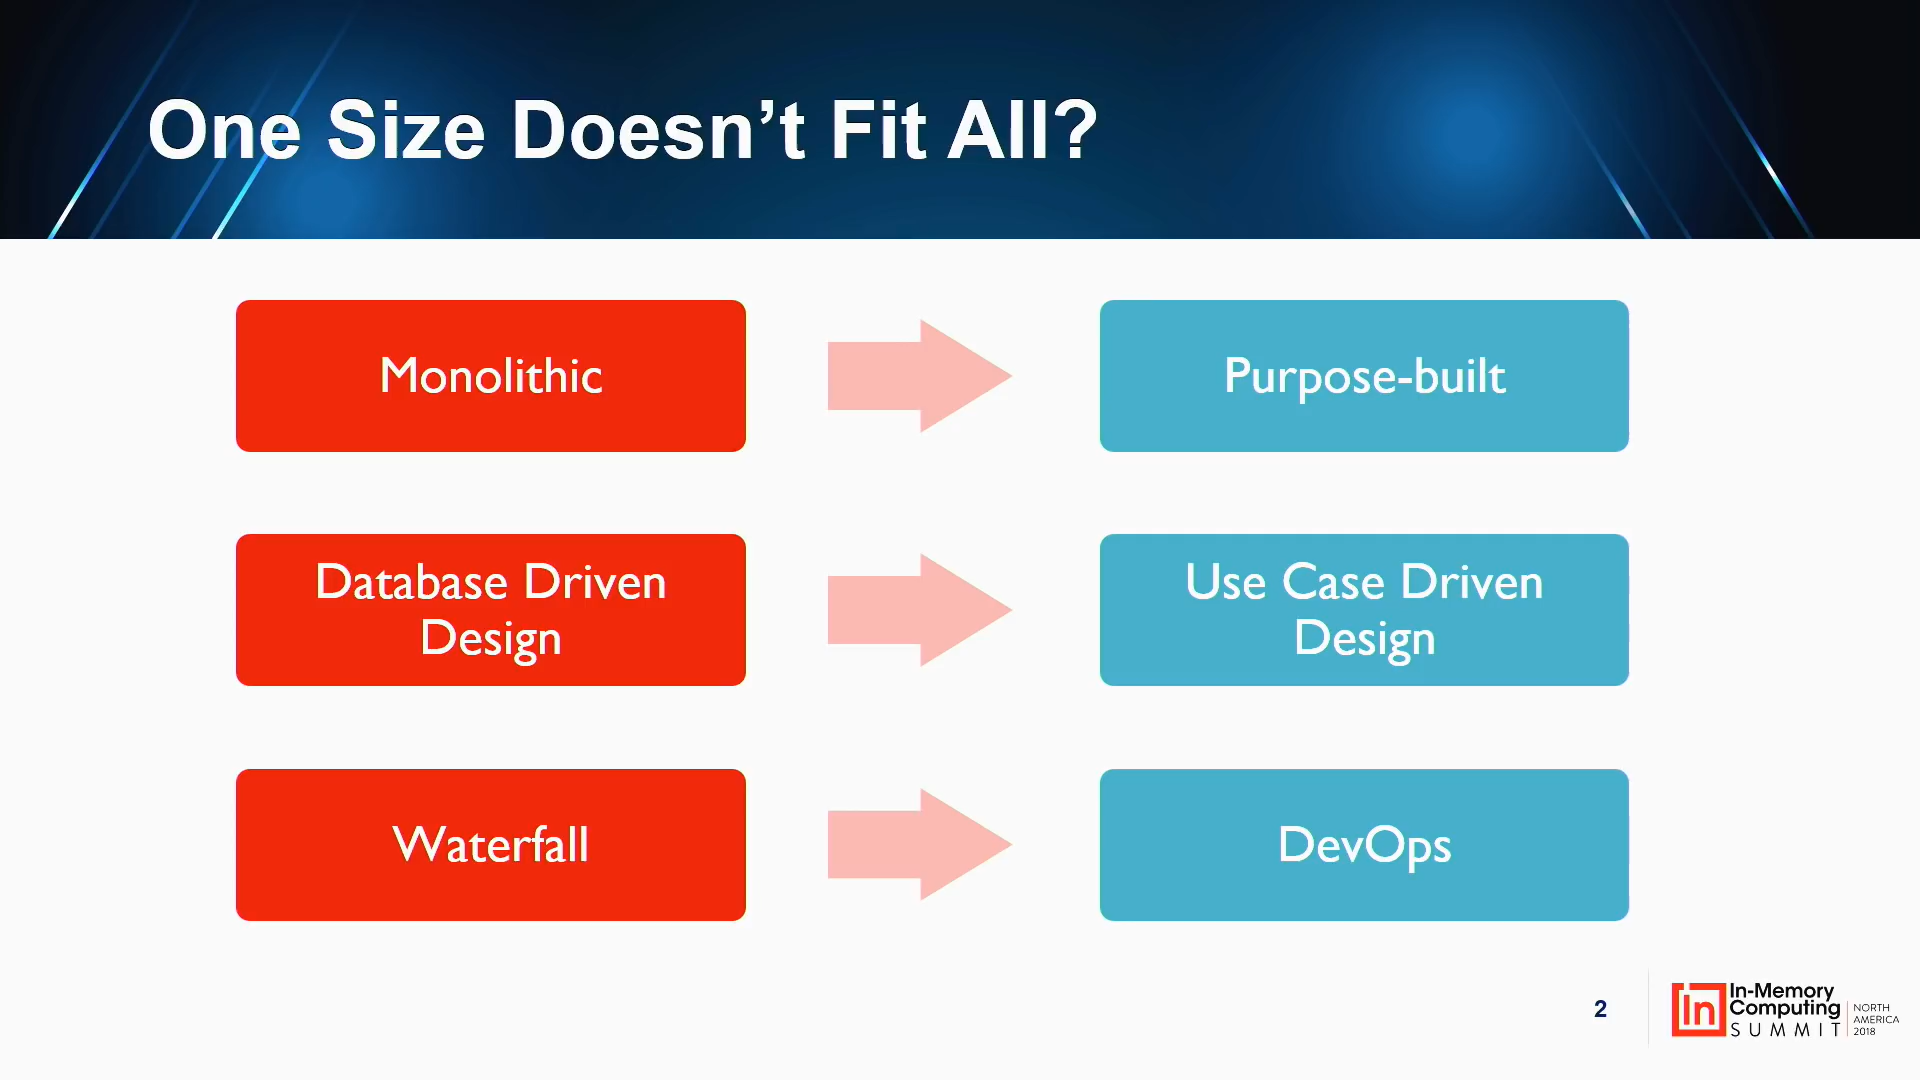 One Size Doesn’t Fit All?
Monolithic
Purpose-built
Database Driven
Design
Use Case Driven
Design
Waterfall
DevOps
2
In
In-Memory
Computing
SUMMIT
NORTH
AMERICA
2018